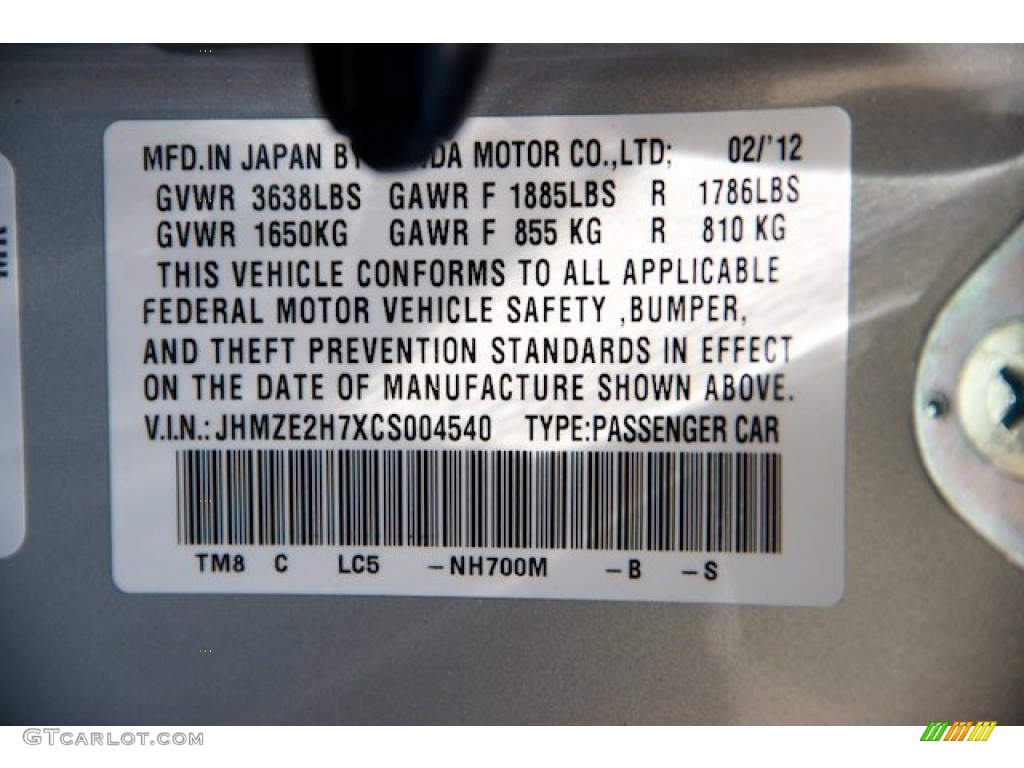 MFD.IN JAPAN BY DA MOTOR CO.,LTD; 02/'12
GVWR 3638LBS GAWR F 1885LBS R 1786LBS
GVWR 1650KG GAWR F 855 KG R 810 KG
THIS VEHICLE CONFORMS TO ALL APPLICABLE
FEDERAL MOTOR VEHICLE SAFETY ,BUMPER,
AND THEFT PREVENTION STANDARDS IN EFFECT
ON THE DATE OF MANUFACTURE SHOWN ABOVE.
V.I.N.:JHMZE2H7XCS004540 TYPE:PASSENGER CAR
TM8 C LC5 -NH700M -B -S
GTCARLOT.COM